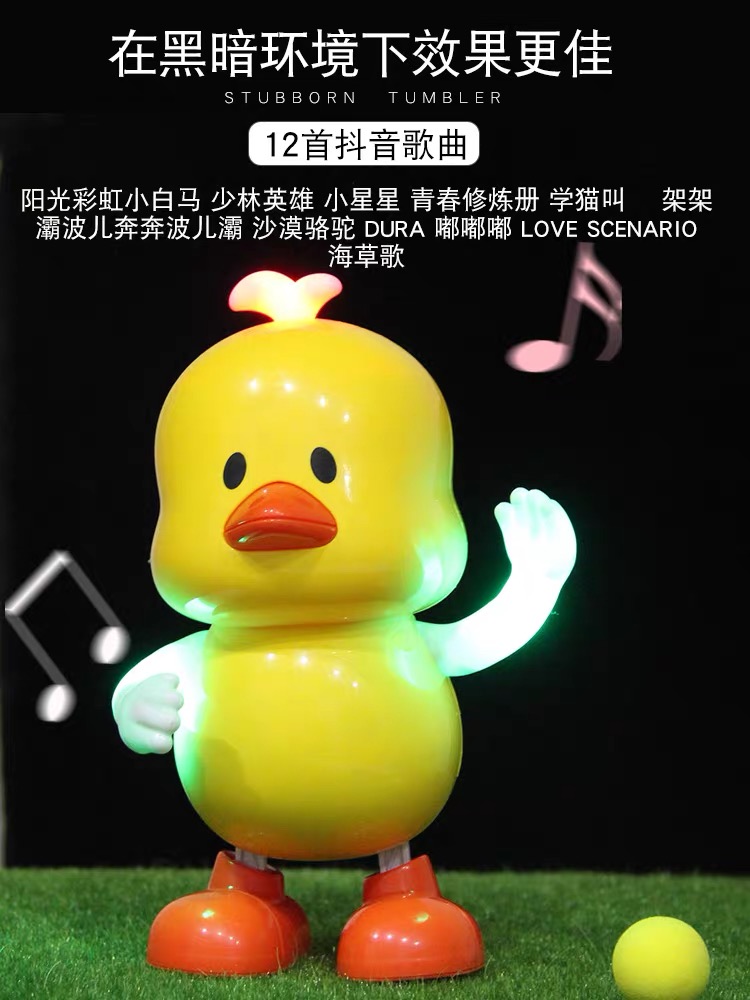 在黑暗环境下效果更佳
STUBBORN TUMBLER
12首抖音歌曲
阳光彩虹小白马 少林英雄 小星星 青春修炼册 学猫叫 架架
灞波儿奔奔波儿灞 沙漠骆驼 DURA 嘟嘟嘟 LOVE SCENARIO
海草歌